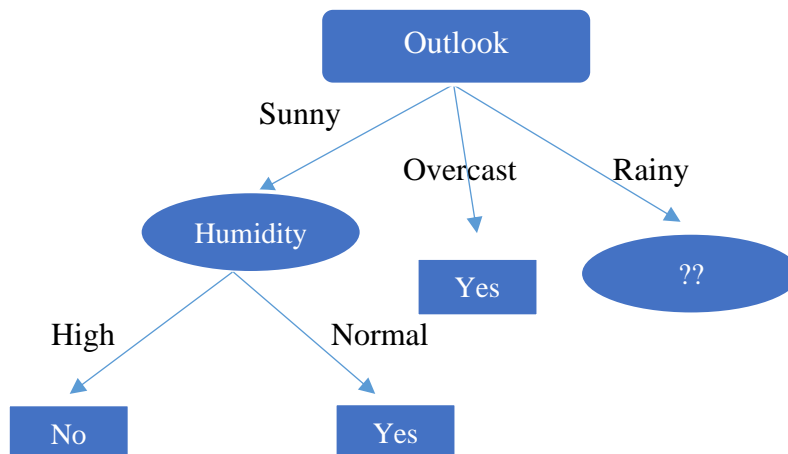 Outlook
Sunny
Overcast
Rainy
Humidity
Yes
??
High
Normal
No
Yes